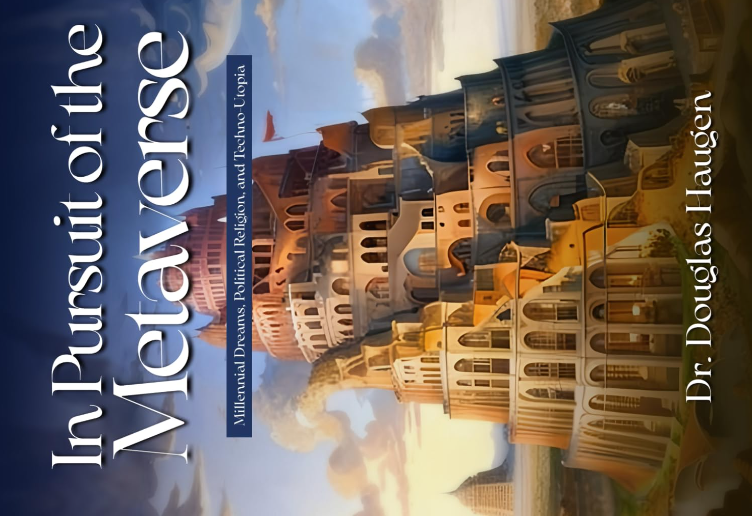 In Pursuit of the
Metaverse
Millennial Dreams, Political Religion, and Techno-Utopia
Dr. Douglas Haugen